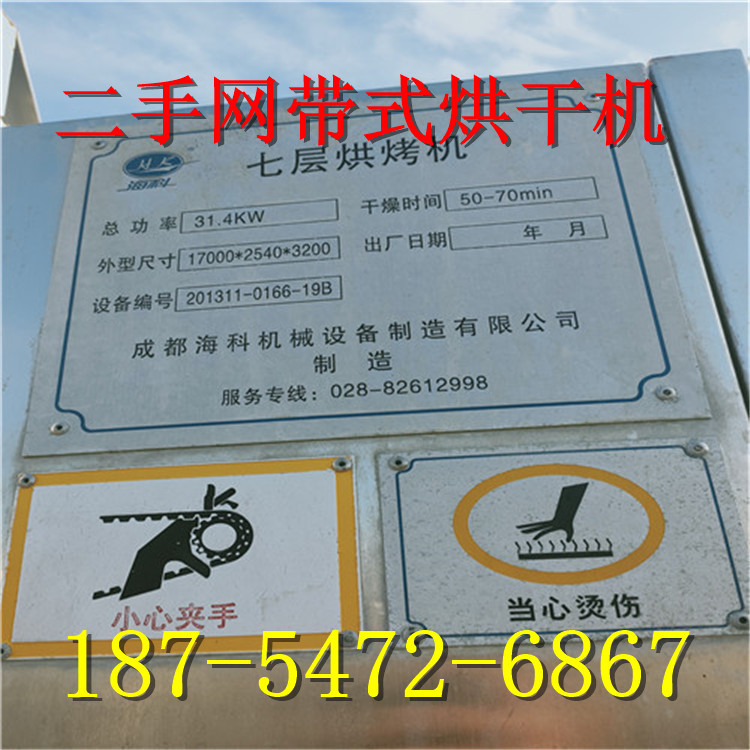 二手网带式烘干机
海科
七层烘烤机
总功率 31.4KW 干燥时间 50-70min
外型尺寸 17000*2540*3200 出厂日期 年 月
设备编号 201311-0166-19B
成都海科机械设备制造有限公司
制造
服务专线：028-82612998
小心夹手
当心烫伤
187-5472-6867